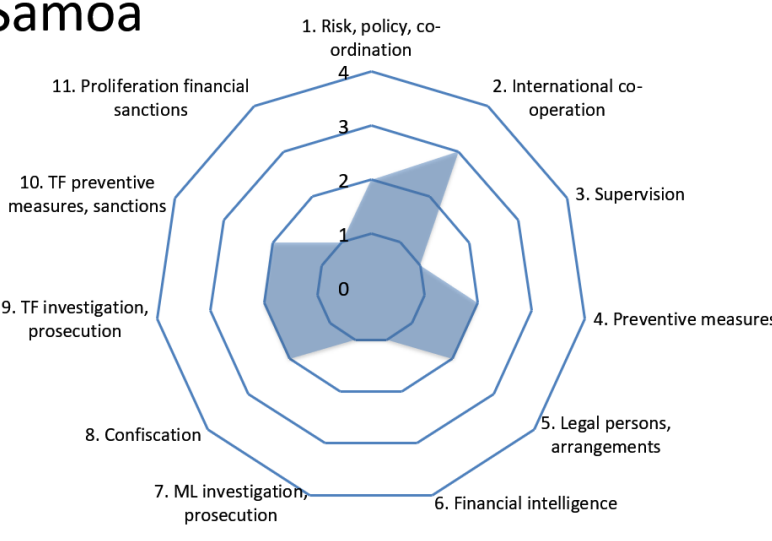 Samoa
1. Risk, policy, co-
ordination
2. International co-
operation
3. Supervision
4. Preventive measures
5. Legal persons,
arrangements
6. Financial intelligence
7. ML investigation,
prosecution
8. Confiscation
9. TF investigation,
prosecution
10. TF preventive
measures, sanctions
11. Proliferation financial
sanctions
4
3
2
1
0